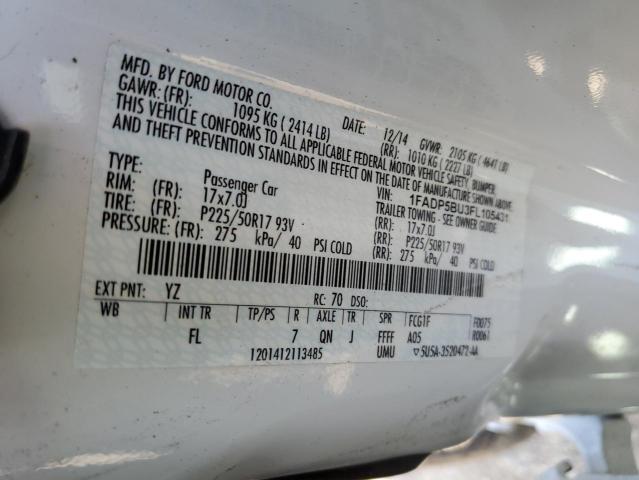 MFD. BY FORD MOTOR CO.
DATE: 12/14 GVWR: 2105 KG ( 4641 LB)
GAWR: (FR): 1095 KG ( 2414 LB) (RR): 1010 KG ( 2227 LB)
THIS VEHICLE CONFORMS TO ALL APPLICABLE FEDERAL MOTOR VEHICLE SAFETY, BUMPER,
AND THEFT PREVENTION STANDARDS IN EFFECT ON THE DATE OF MANUFACTURE SHOWN ABOVE.
VIN: 1FADP5BU3FL105431
TYPE: Passenger Car TRAILER TOWING - SEE OWNER GUIDE
RIM: (FR): 17x7.0J (RR): 17x7.0J
TIRE: (FR): P225/50R17 93V (RR): P225/50R17 93V
PRESSURE: (FR): 275 kPa/ 40 PSI COLD (RR): 275 kPa/ 40 PSI COLD
EXT PNT: YZ RC: 70 DSO:
WB INT TR TP/PS R AXLE TR SPR FCG1F F0075
FL 7 QN J FFFF A05 R0061
1201412113485 UMU ▽5U5A-3520472-AA